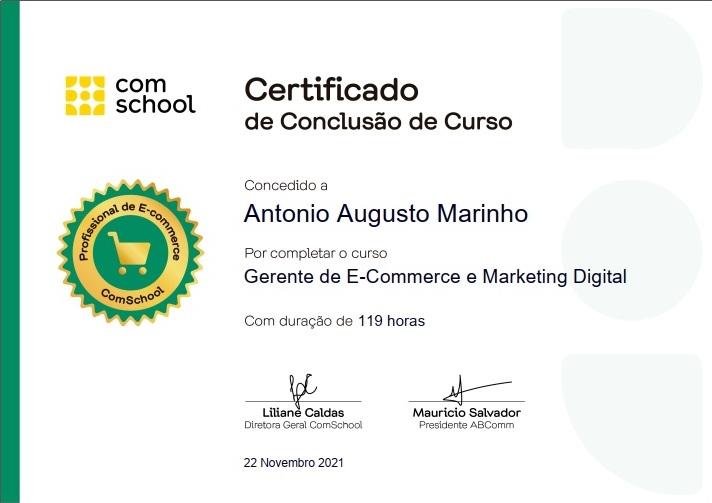 com
school
Certificado
de Conclusão de Curso
Concedido a
Antonio Augusto Marinho
Profissional de E-commerce
ComSchool
Por completar o curso
Gerente de E-Commerce e Marketing Digital
Com duração de 119 horas
Liliane Caldas
Diretora Geral ComSchool
Mauricio Salvador
Presidente ABComm
22 Novembro 2021